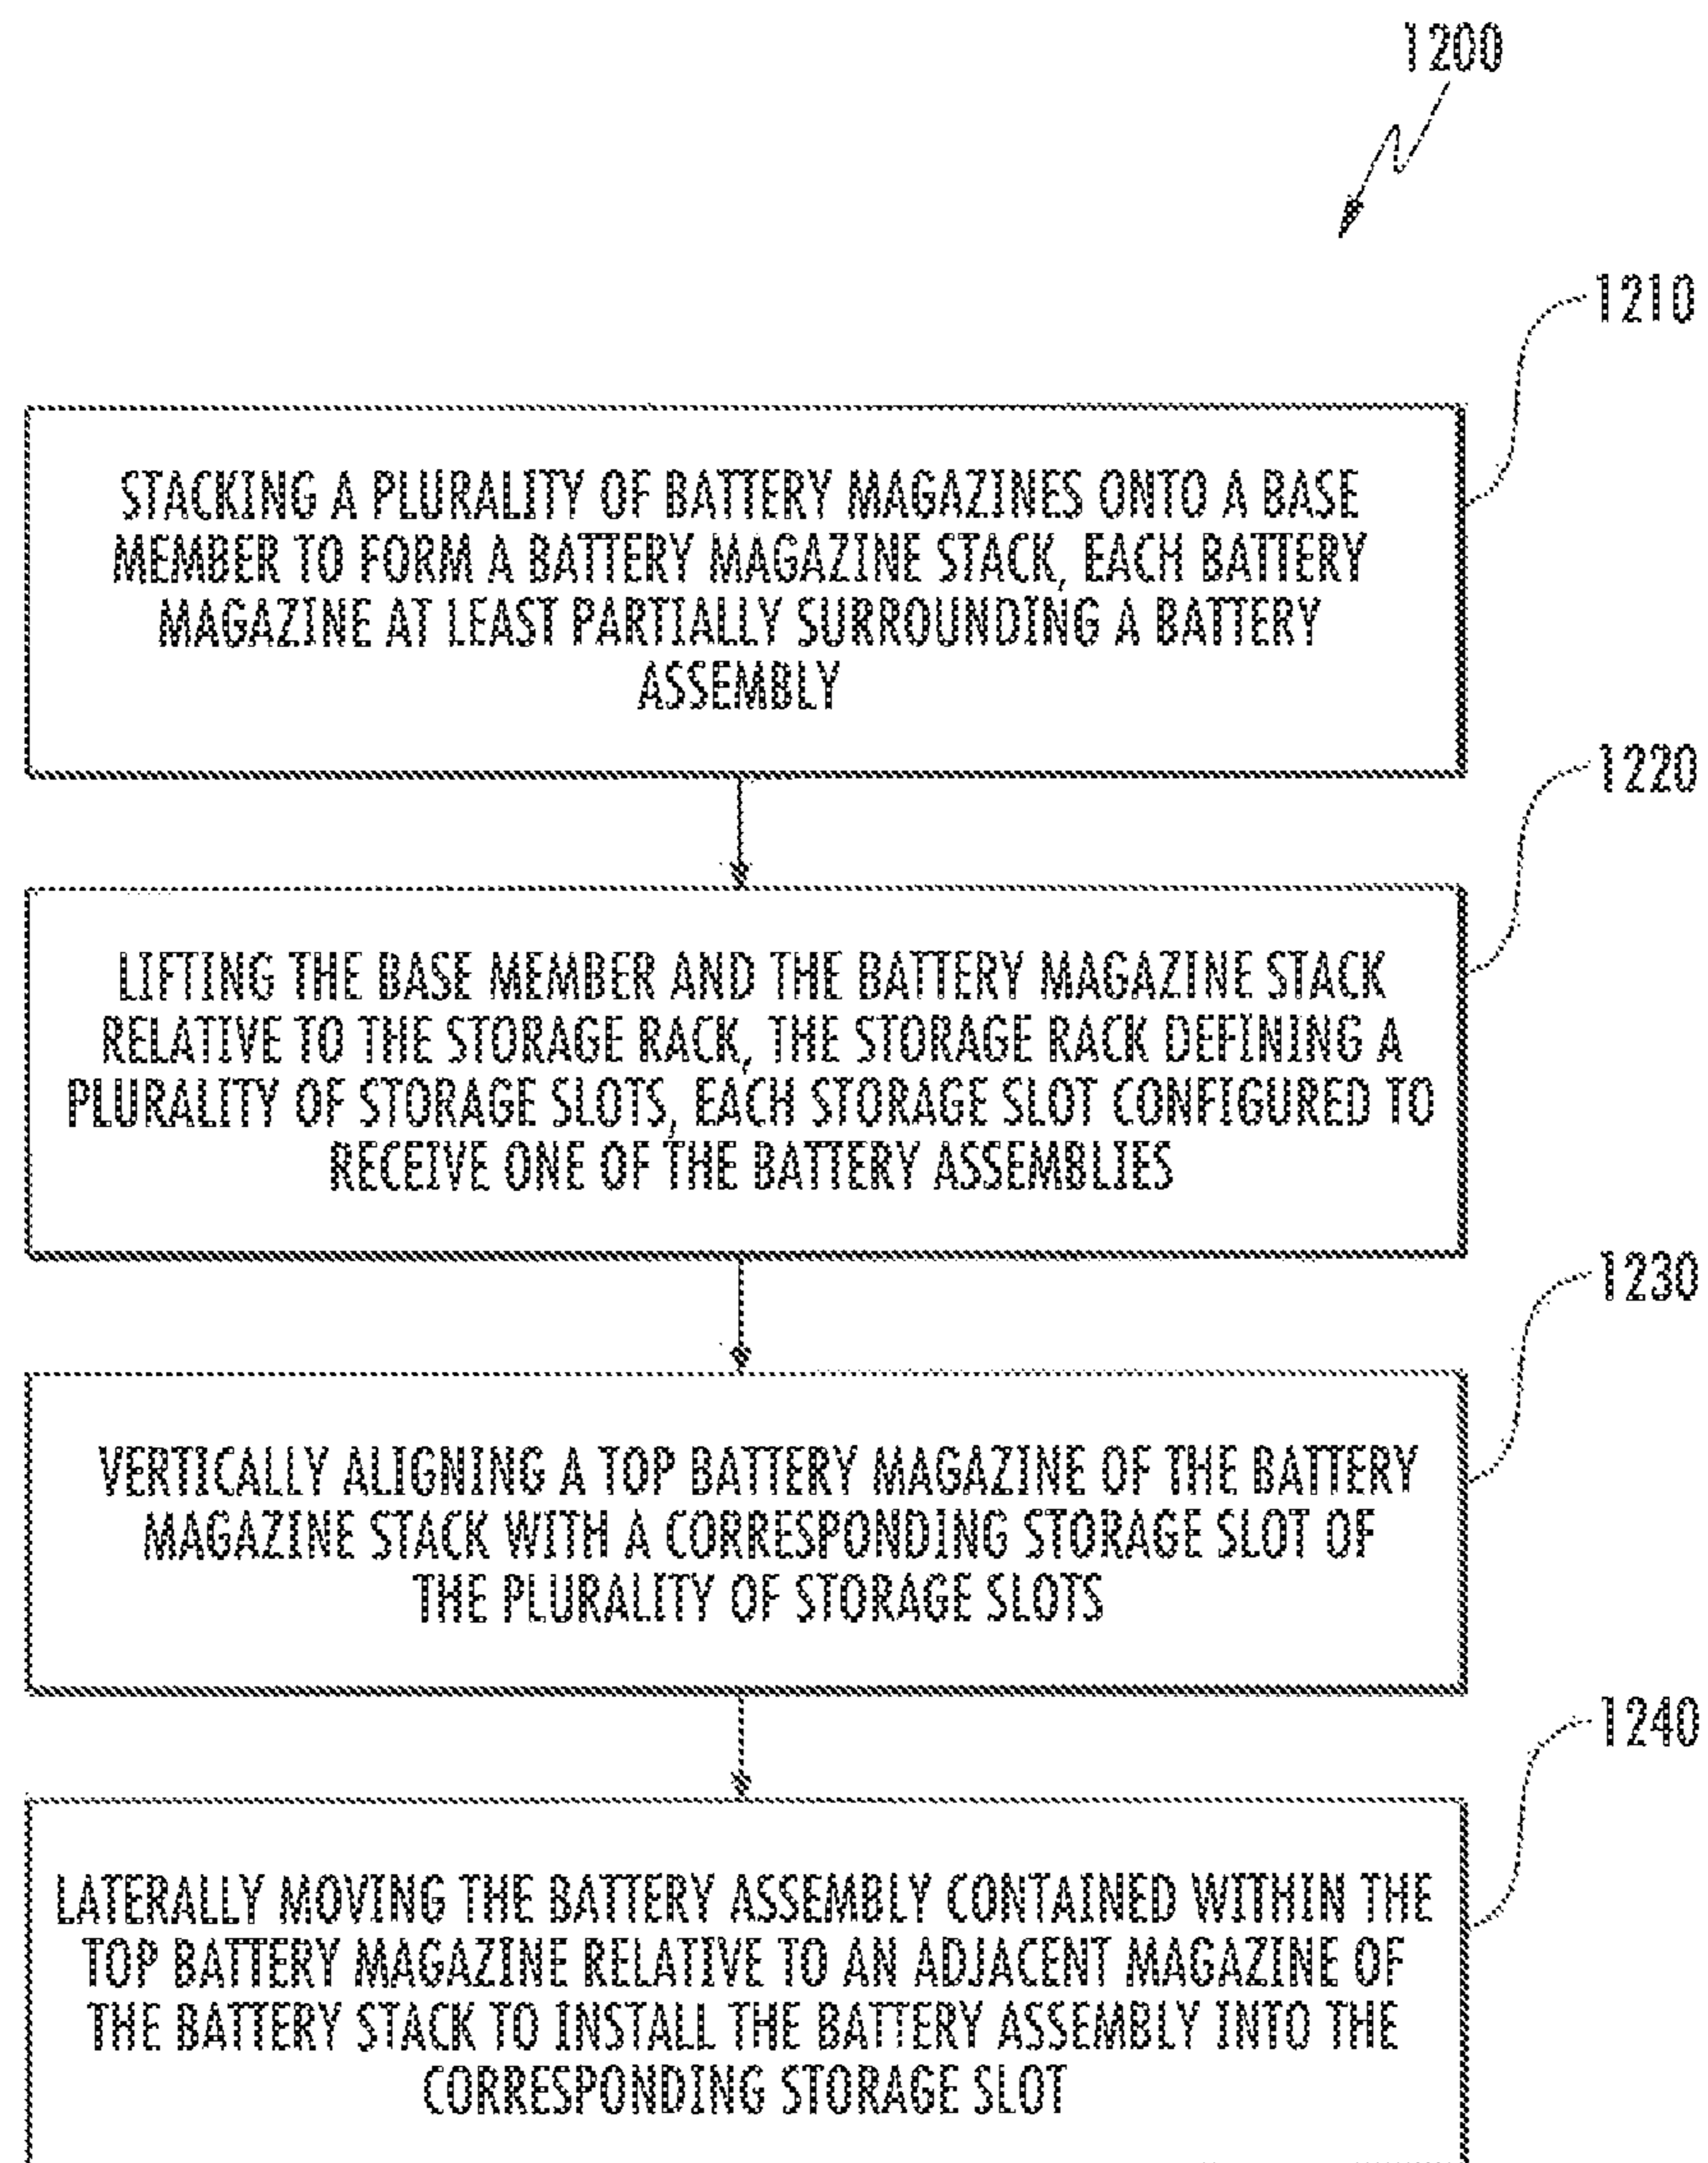 1200
1210
STACKING A PLURALITY OF BATTERY MAGAZINES ONTO A BASE
MEMBER TO FORM A BATTERY MAGAZINE STACK, EACH BATTERY
MAGAZINE AT LEAST PARTIALLY SURROUNDING A BATTERY
ASSEMBLY
1220
LIFTING THE BASE MEMBER AND THE BATTERY MAGAZINE STACK
RELATIVE TO THE STORAGE RACK, THE STORAGE RACK DEFINING A
PLURALITY OF STORAGE SLOTS, EACH STORAGE SLOT CONFIGURED TO
RECEIVE ONE OF THE BATTERY ASSEMBLIES
1230
VERTICALLY ALIGNING A TOP BATTERY MAGAZINE OF THE BATTERY
MAGAZINE STACK WITH A CORRESPONDING STORAGE SLOT OF
THE PLURALITY OF STORAGE SLOTS
1240
LATERALLY MOVING THE BATTERY ASSEMBLY CONTAINED WITHIN THE
TOP BATTERY MAGAZINE RELATIVE TO AN ADJACENT MAGAZINE OF
THE BATTERY STACK TO INSTALL THE BATTERY ASSEMBLY INTO THE
CORRESPONDING STORAGE SLOT